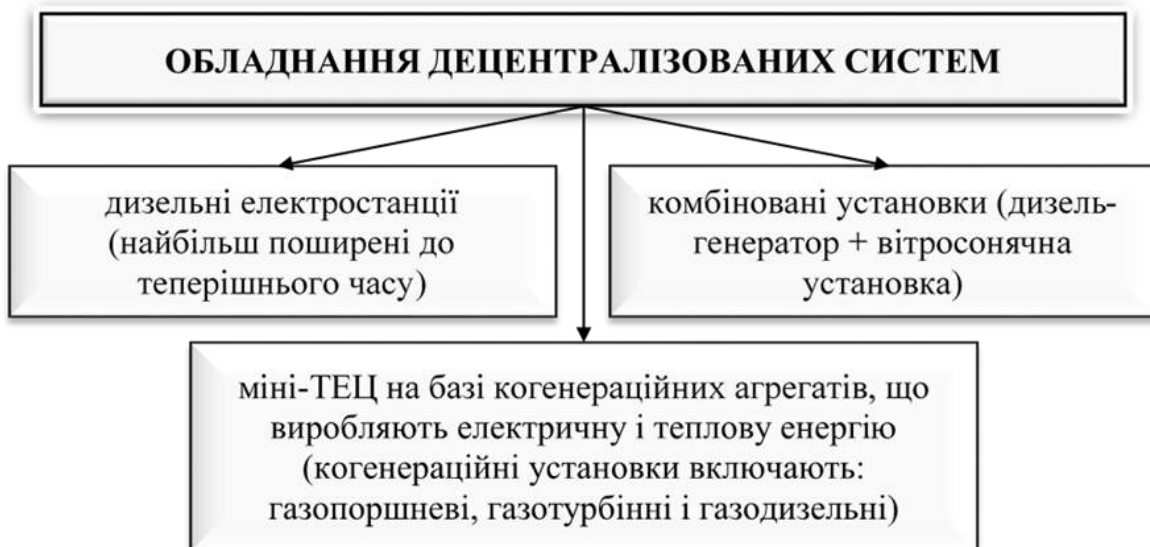 ОБЛАДНАННЯ ДЕЦЕНТРАЛІЗОВАНИХ СИСТЕМ
дизельні електростанції
(найбільш поширені до
теперішнього часу)
комбіновані установки (дизель-
генератор + вітросонячна
установка)
міні-ТЕЦ на базі когенераційних агрегатів, що
виробляють електричну і теплову енергію
(когенераційні установки включають:
газопоршневі, газотурбінні і газодизельні)